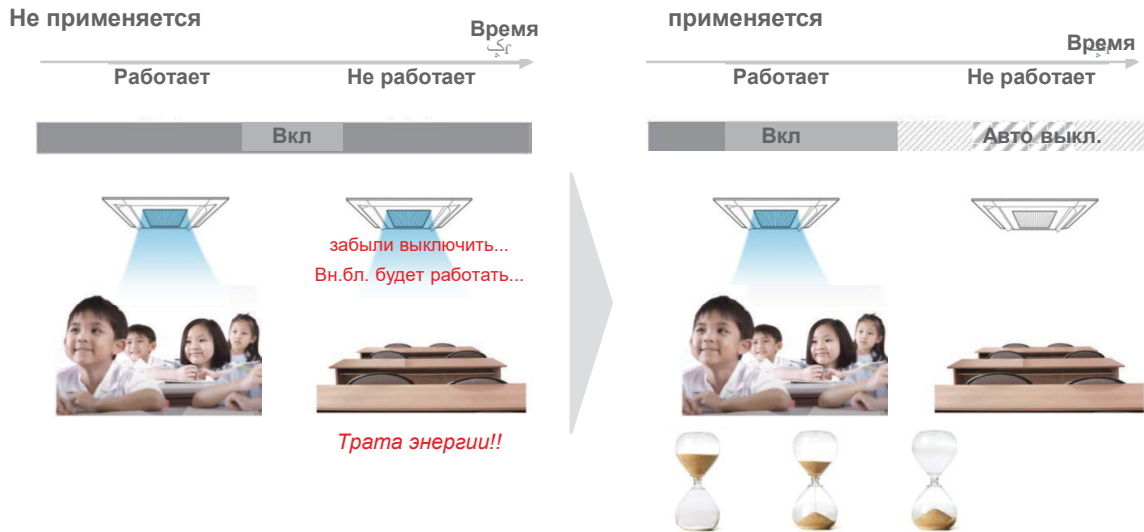 Не применяется
Время
Работает
Не работает
Вкл
забыли выключить...
Вн.бл. будет работать...
Трата энергии!!
применяется
Время
Работает
Не работает
Вкл
Авто выкл.